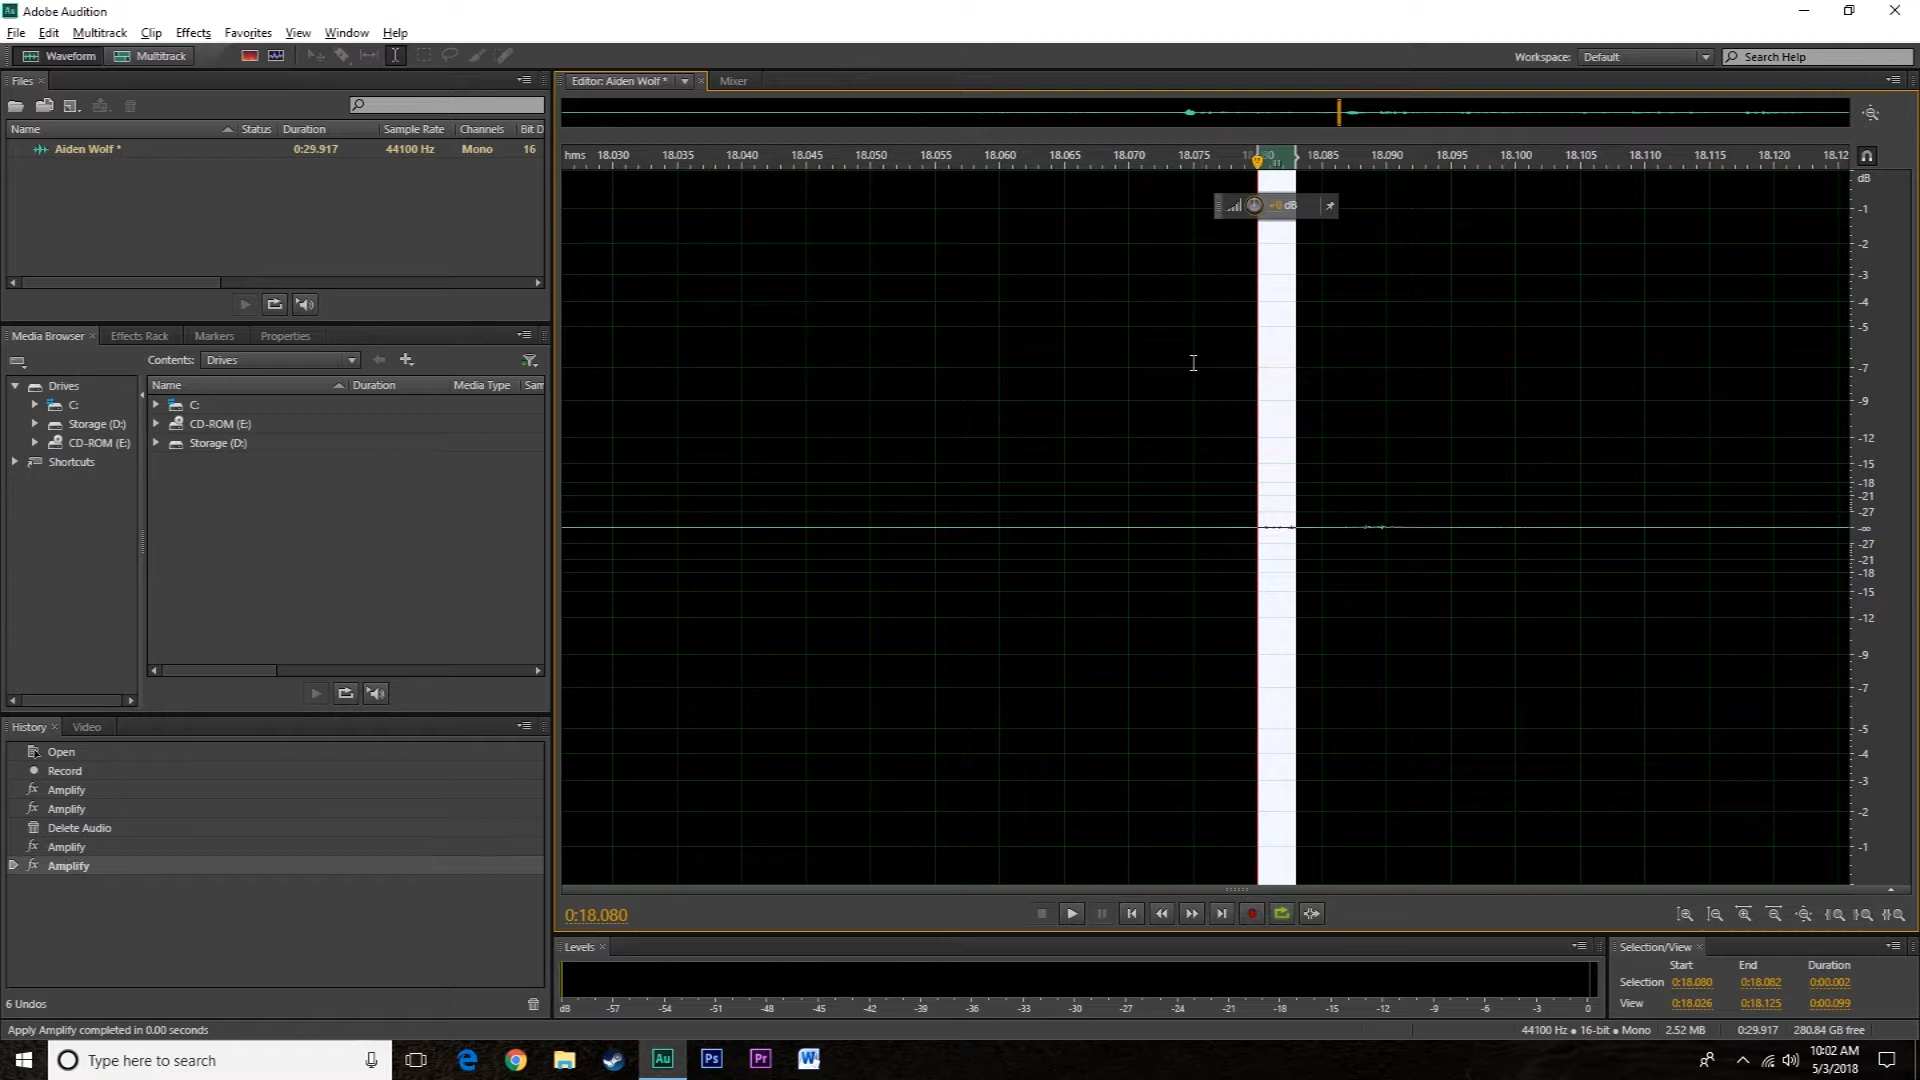 Au Adobe Audition
File Edit Multitrack Clip Effects Favorites View Window Help
Waveform Multitrack Workspace: Default Search Help
Files Editor: Aiden Wolf * Mixer
Name Status Duration Sample Rate Channels Bit D
Aiden Wolf * 0:29.917 44100 Hz Mono 16
hms 18.030 18.035 18.040 18.045 18.050 18.055 18.060 18.065 18.070 18.075 18.085 18.090 18.095 18.100 18.105 18.110 18.115 18.120 18.12
+0 dB
dB
-1
-2
-3
-4
-5
-7
-9
-12
-15
-18
-21
-27
-∞
-27
-21
-18
-15
-12
-9
-7
-5
-4
-3
-2
-1
Media Browser Effects Rack Markers Properties
Contents: Drives
Drives
C:
Storage (D:)
CD-ROM (E:)
Shortcuts
Name Duration Media Type Sam
C:
CD-ROM (E:)
Storage (D:)
History Video
Open
Record
Amplify
Amplify
Delete Audio
Amplify
Amplify
6 Undos
0:18.080
Levels
dB -57 -54 -51 -48 -45 -42 -39 -36 -33 -30 -27 -24 -21 -18 -15 -12 -9 -6 -3 0
Selection/View
Start End Duration
Selection 0:18.080 0:18.082 0:00.002
View 0:18.026 0:18.125 0:00.099
Apply Amplify completed in 0.00 seconds
44100 Hz • 16-bit • Mono 2.52 MB 0:29.917 280.84 GB free
Type here to search
Au Ps Pr W
10:02 AM
5/3/2018